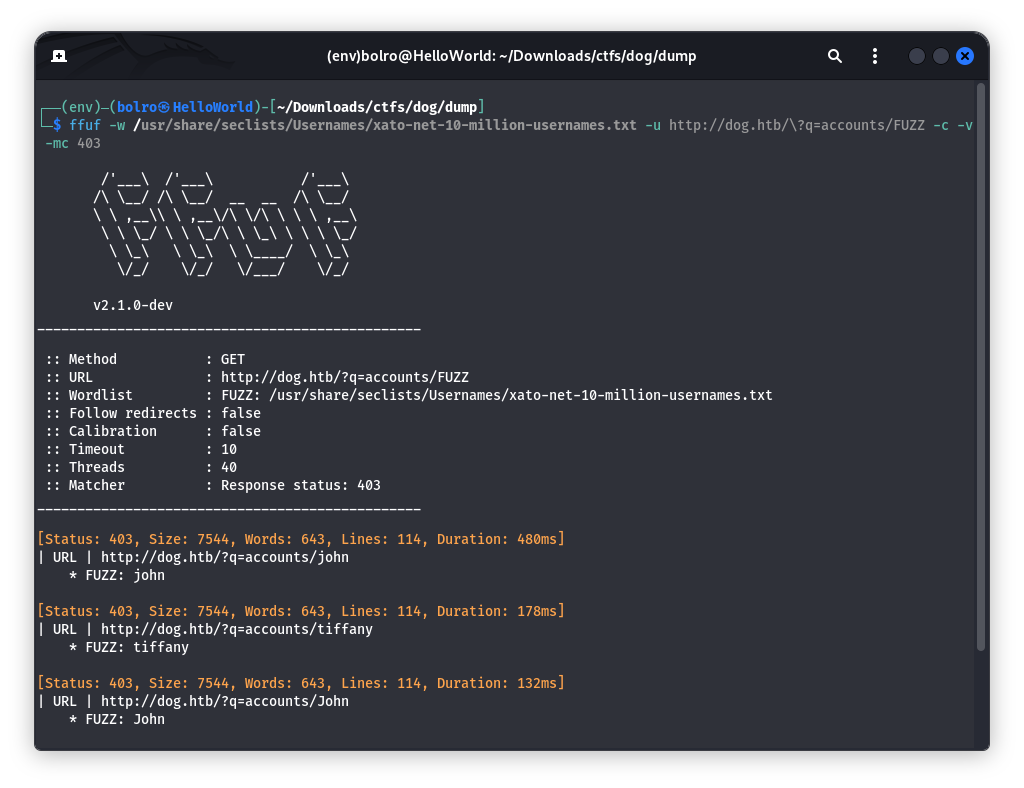 (env)bolro@HelloWorld: ~/Downloads/ctfs/dog/dump
┌──(env)─(bolro㉿HelloWorld)-[~/Downloads/ctfs/dog/dump]
└─$ ffuf -w /usr/share/seclists/Usernames/xato-net-10-million-usernames.txt -u http://dog.htb/\?q=accounts/FUZZ -c -v
-mc 403
        /'___\  /'___\           /'___\
       /\ \__/ /\ \__/  __  __  /\ \__/
       \ \ ,__\\ \ ,__\/\ \/\ \ \ \ ,__\
        \ \ \_/ \ \ \_/\ \ \_\ \ \ \ \_/
         \ \_\   \ \_\  \ \____/  \ \_\
          \/_/    \/_/   \/___/    \/_/
v2.1.0-dev
________________________________________________
:: Method           : GET
:: URL              : http://dog.htb/?q=accounts/FUZZ
:: Wordlist         : FUZZ: /usr/share/seclists/Usernames/xato-net-10-million-usernames.txt
:: Follow redirects : false
:: Calibration      : false
:: Timeout          : 10
:: Threads          : 40
:: Matcher          : Response status: 403
________________________________________________
[Status: 403, Size: 7544, Words: 643, Lines: 114, Duration: 480ms]
| URL | http://dog.htb/?q=accounts/john
    * FUZZ: john
[Status: 403, Size: 7544, Words: 643, Lines: 114, Duration: 178ms]
| URL | http://dog.htb/?q=accounts/tiffany
    * FUZZ: tiffany
[Status: 403, Size: 7544, Words: 643, Lines: 114, Duration: 132ms]
| URL | http://dog.htb/?q=accounts/John
    * FUZZ: John